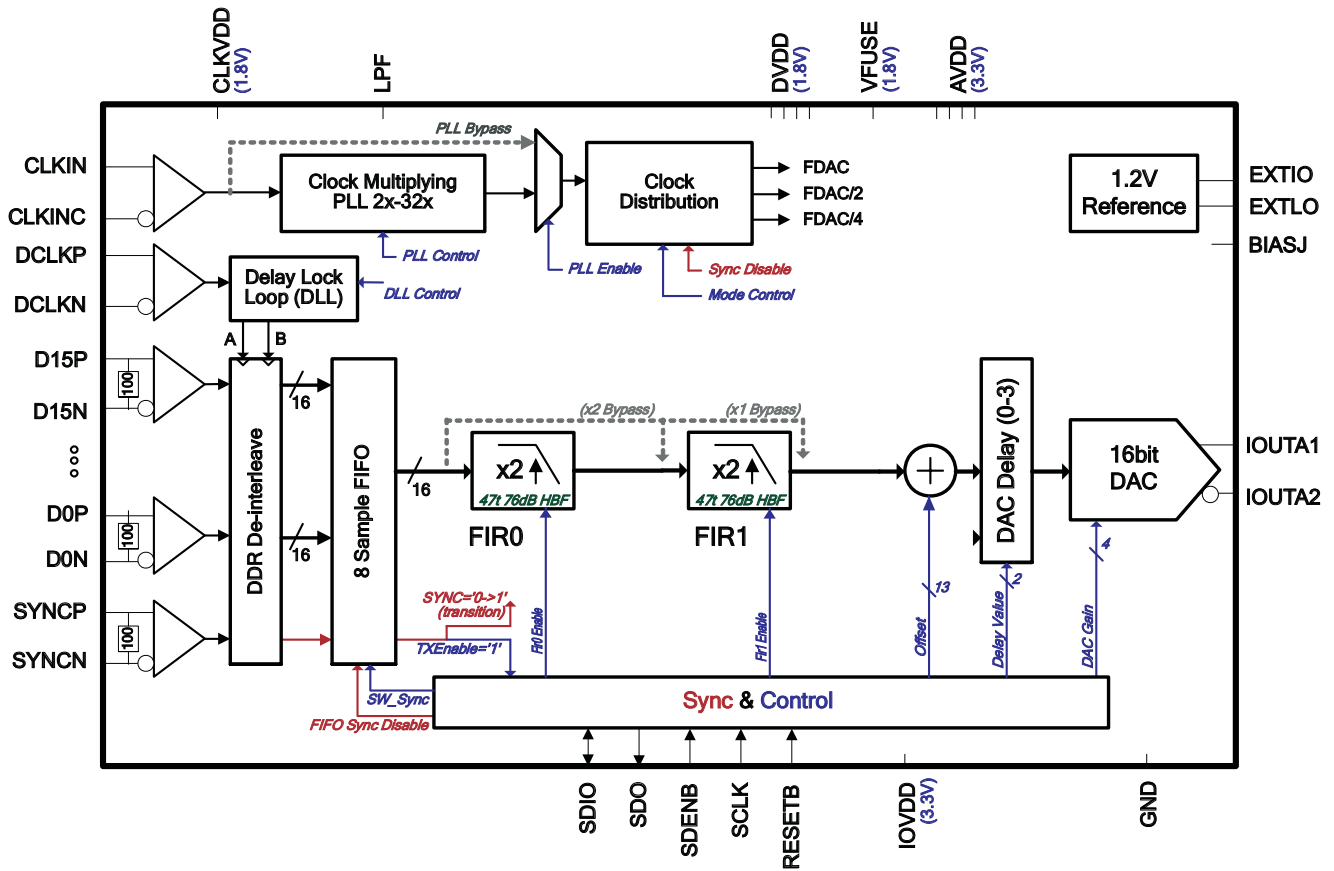 CLKVDD
(1.8V)
LPF
DVDD
(1.8V)
VFUSE
(1.8V)
AVDD
(3.3V)
CLKIN
CLKINC
DCLKP
DCLKN
D15P
D15N
D0P
D0N
SYNCP
SYNCN
100
100
100
PLL Bypass
Clock Multiplying
PLL 2x-32x
PLL Control
PLL Enable
Clock
Distribution
FDAC
FDAC/2
FDAC/4
Sync Disable
Mode Control
1.2V
Reference
EXTIO
EXTLO
BIASJ
Delay Lock
Loop (DLL)
DLL Control
A
B
DDR De-interleave
16
16
8 Sample FIFO
16
(x2 Bypass)
(x1 Bypass)
x2
47t 76dB HBF
FIR0
x2
47t 76dB HBF
FIR1
+
DAC Delay (0-3)
16bit
DAC
IOUTA1
IOUTA2
SYNC='0->1'
(transition)
TXEnable='1'
Fir0 Enable
Fir1 Enable
13
Offset
2
Delay Value
4
DAC Gain
SW_Sync
FIFO Sync Disable
Sync & Control
SDIO
SDO
SDENB
SCLK
RESETB
IOVDD
(3.3V)
GND